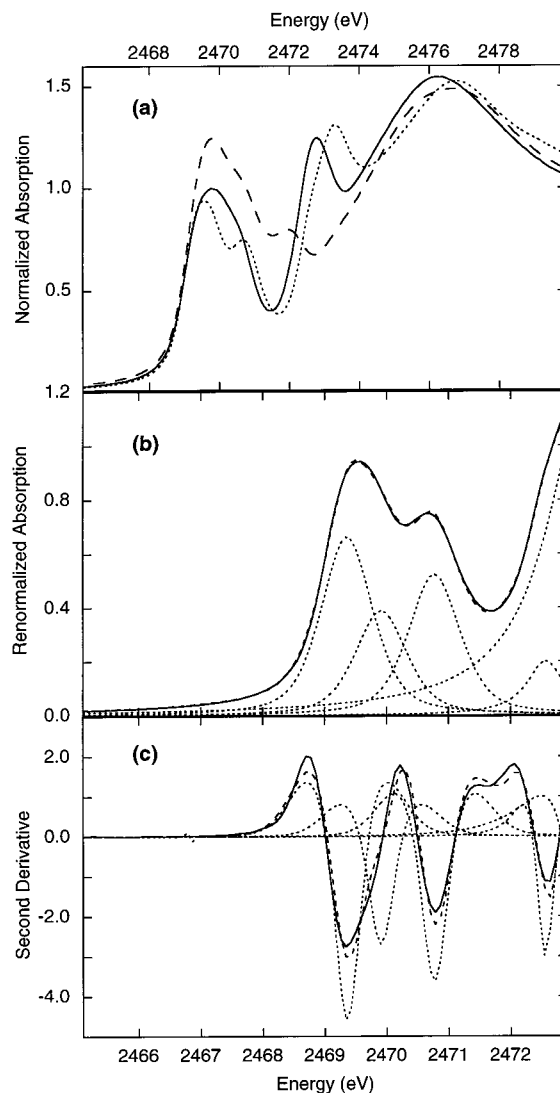 Energy (eV)
2468 2470 2472 2474 2476 2478
(a)
1.5
1.0
0.5
Normalized Absorption
1.2
(b)
0.8
0.4
0.0
Renormalized Absorption
(c)
2.0
0.0
-2.0
-4.0
Second Derivative
2466 2467 2468 2469 2470 2471 2472
Energy (eV)